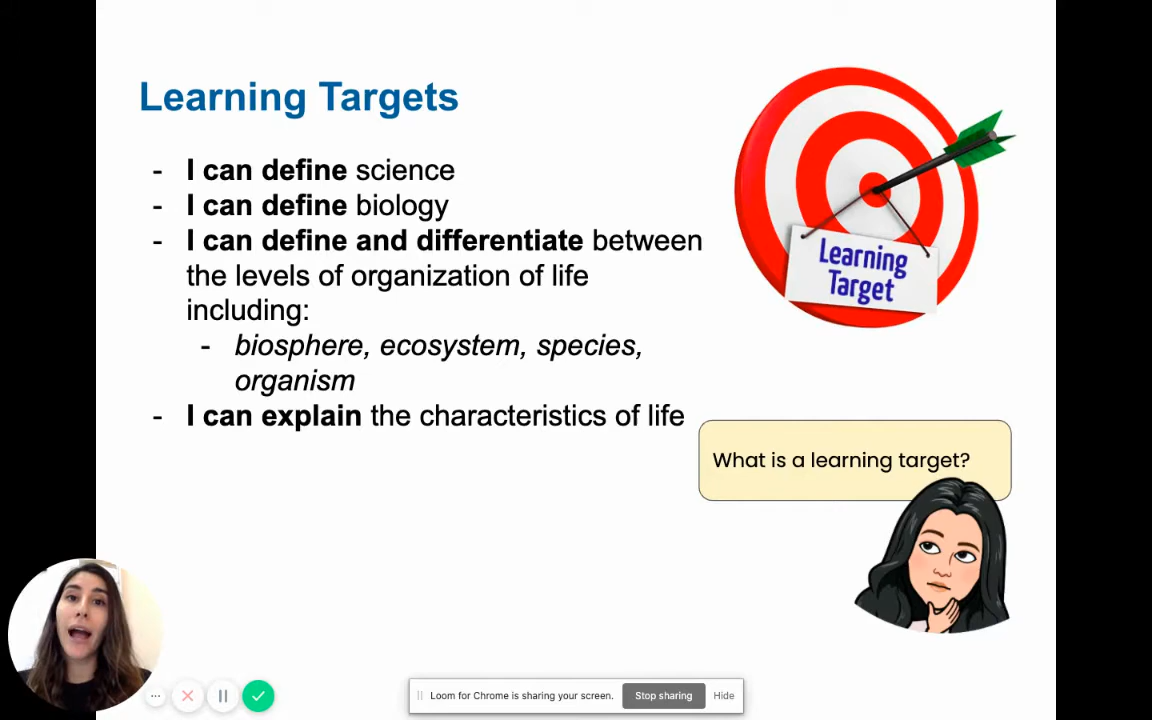 Learning Targets
- I can define science
- I can define biology
- I can define and differentiate between
the levels of organization of life
including:
- biosphere, ecosystem, species,
organism
- I can explain the characteristics of life
Learning
Target
What is a learning target?
Loom for Chrome is sharing your screen. Stop sharing Hide